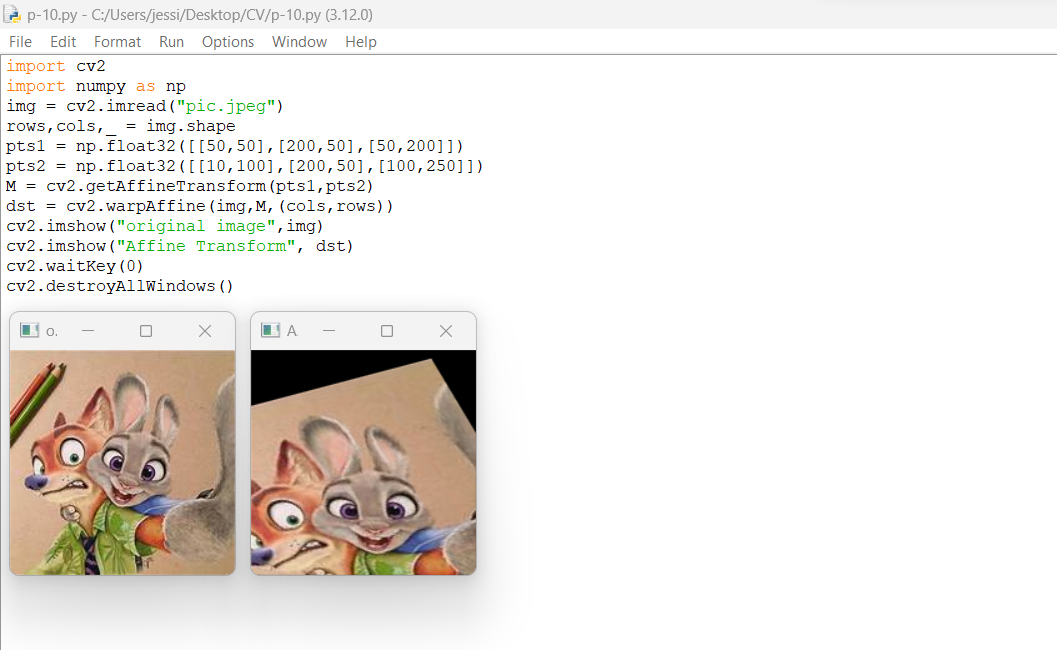 p-10.py - C:/Users/jessi/Desktop/CV/p-10.py (3.12.0)
File Edit Format Run Options Window Help
import cv2
import numpy as np
img = cv2.imread("pic.jpeg")
rows,cols,_ = img.shape
pts1 = np.float32([[50,50],[200,50],[50,200]])
pts2 = np.float32([[10,100],[200,50],[100,250]])
M = cv2.getAffineTransform(pts1,pts2)
dst = cv2.warpAffine(img,M,(cols,rows))
cv2.imshow("original image",img)
cv2.imshow("Affine Transform", dst)
cv2.waitKey(0)
cv2.destroyAllWindows()
o.
A